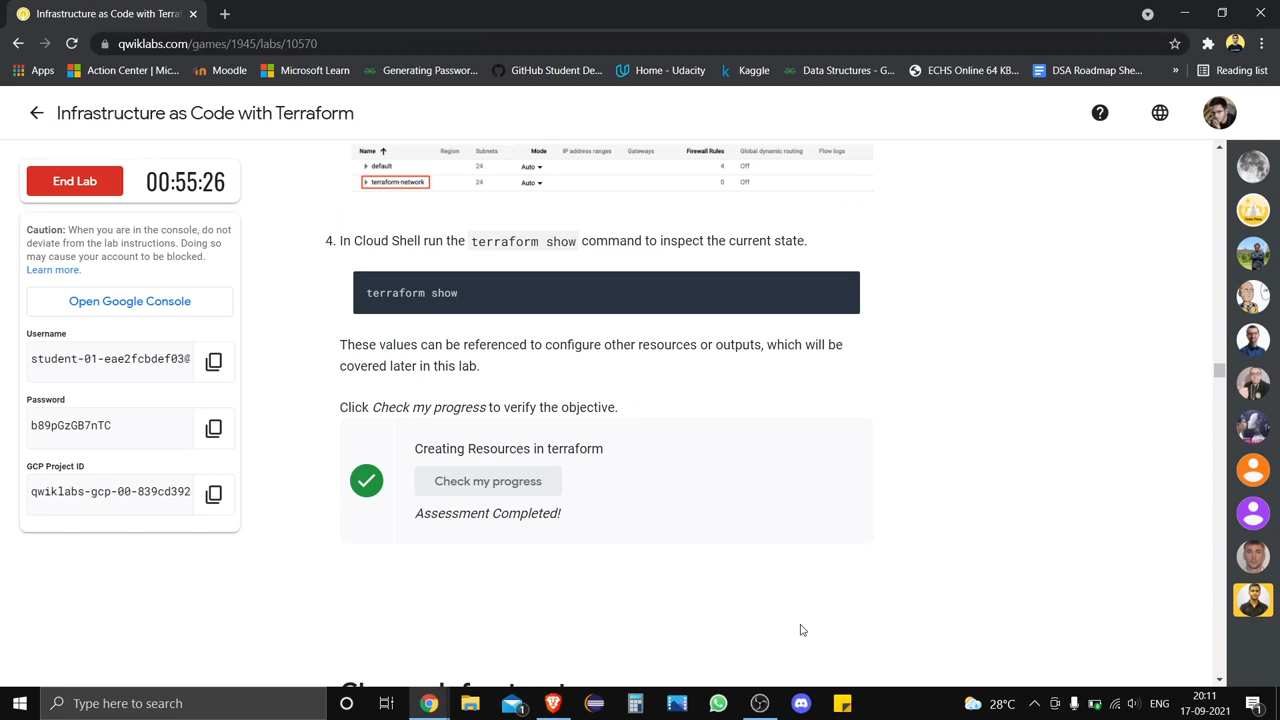 Infrastructure as Code with Terraf
qwiklabs.com/games/1945/labs/10570
Apps
Action Center | Mic...
Moodle
Microsoft Learn
Generating Passwor...
GitHub Student De...
Home - Udacity
Kaggle
Data Structures - G...
ECHS Online 64 KB...
DSA Roadmap She...
»
Reading list
Infrastructure as Code with Terraform
End Lab
00:55:26
Caution: When you are in the console, do not
deviate from the lab instructions. Doing so
may cause your account to be blocked.
Learn more.
Open Google Console
Username
student-01-eae2fcbdef03@
Password
b89pGzGB7nTC
GCP Project ID
qwiklabs-gcp-00-839cd392
Name Region Subnets Mode IP address ranges Gateways Firewall Rules Global dynamic routing Flow logs
default 24 Auto 4 Off
terraform-network 24 Auto 0 Off
4. In Cloud Shell run the terraform show command to inspect the current state.
terraform show
These values can be referenced to configure other resources or outputs, which will be
covered later in this lab.
Click Check my progress to verify the objective.
Creating Resources in terraform
Check my progress
Assessment Completed!
Type here to search
1
28°C
ENG
20:11
17-09-2021